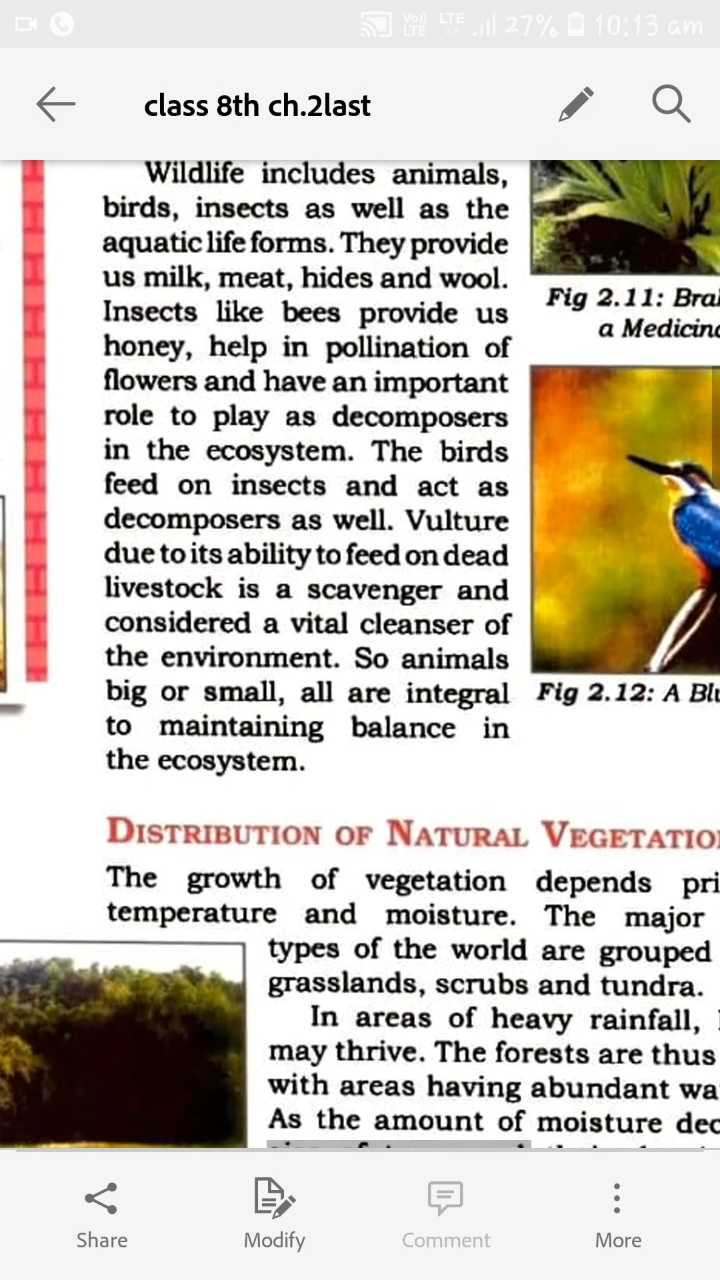 Vo) LTE LTE 27% 10:13 am
class 8th ch.2last
Wildlife includes animals,
birds, insects as well as the
aquatic life forms. They provide
us milk, meat, hides and wool.
Insects like bees provide us
honey, help in pollination of
flowers and have an important
role to play as decomposers
in the ecosystem. The birds
feed on insects and act as
decomposers as well. Vulture
due to its ability to feed on dead
livestock is a scavenger and
considered a vital cleanser of
the environment. So animals
big or small, all are integral
to maintaining balance in
the ecosystem.
Fig 2.11:
a
Fig 2.12: A
DISTRIBUTION OF NATURAL
The growth of vegetation depends
temperature and moisture. The major
types of the world are grouped
grasslands, scrubs and tundra.
In areas of heavy rainfall,
may thrive. The forests are thus
with areas having abundant
As the amount of moisture
Share
Modify
Comment
More